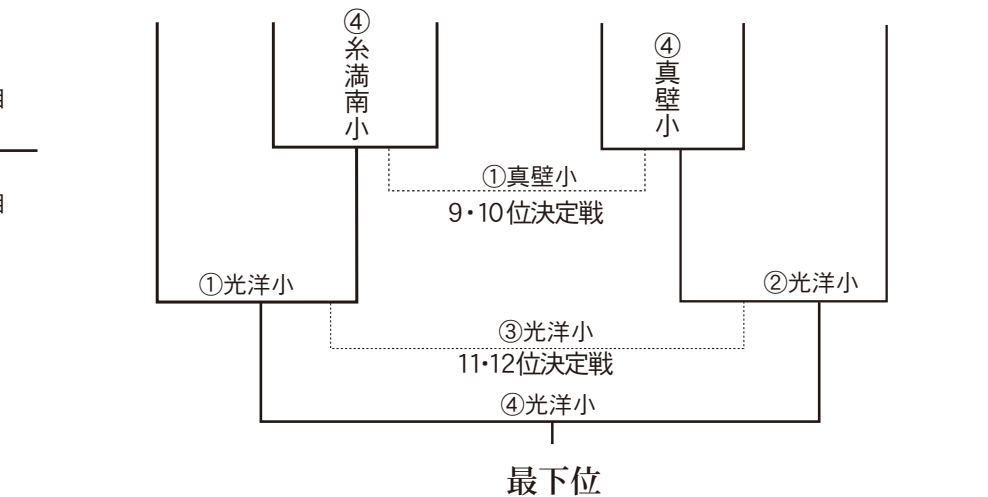 ④糸満南小
④真壁小
①真壁小
9・10位決定戦
①光洋小
②光洋小
③光洋小
11・12位決定戦
④光洋小
最下位